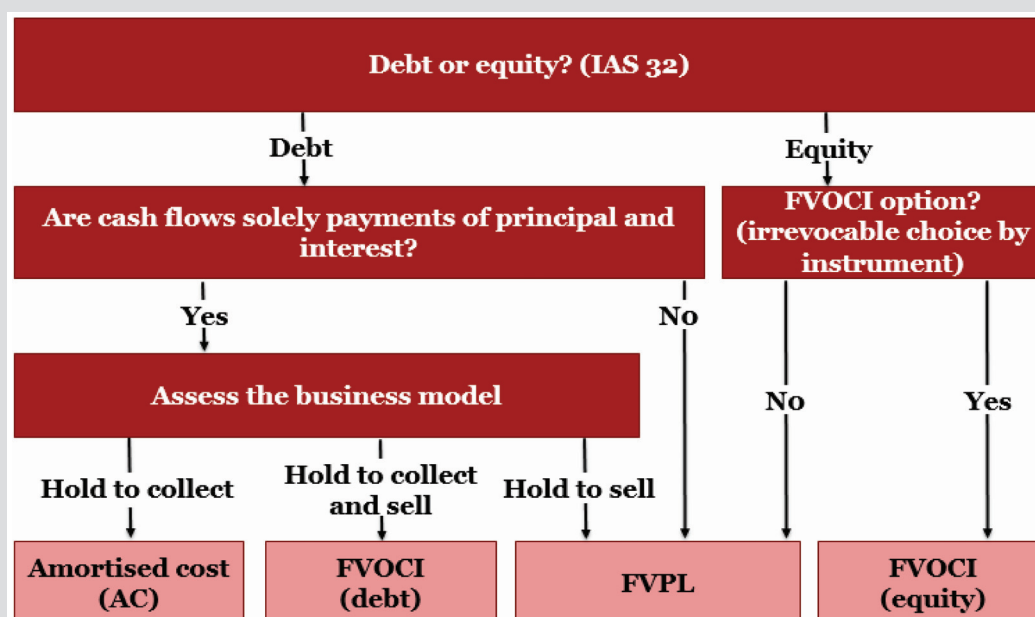 Debt or equity? (IAS 32)
Debt
Equity
Are cash flows solely payments of principal and
interest?
FVOCI option?
(irrevocable choice by
instrument)
Yes
No
Assess the business model
No
Yes
Hold to collect
Hold to collect
and sell
Hold to sell
Amortised cost
(AC)
FVOCI
(debt)
FVPL
FVOCI
(equity)